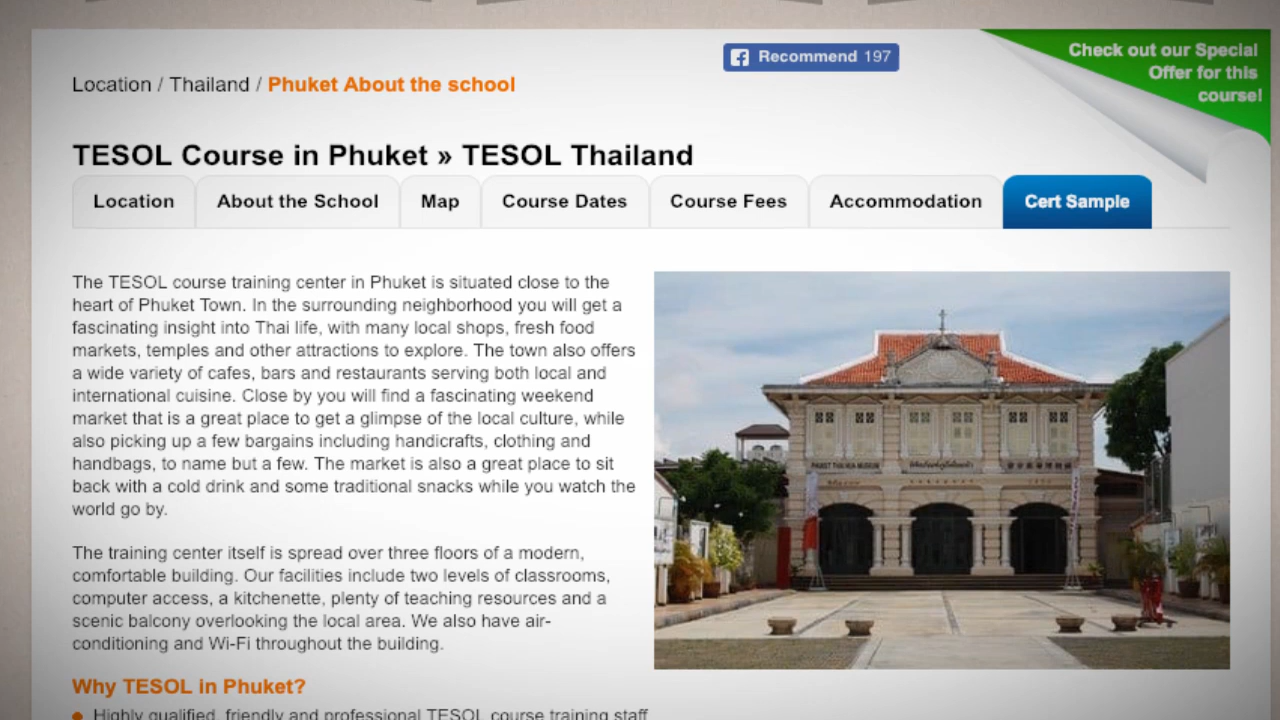 Check out our Special
Offer for this
course!
Recommend 197
Location / Thailand / Phuket About the school
TESOL Course in Phuket » TESOL Thailand
Location
About the School
Map
Course Dates
Course Fees
Accommodation
Cert Sample
The TESOL course training center in Phuket is situated close to the
heart of Phuket Town. In the surrounding neighborhood you will get a
fascinating insight into Thai life, with many local shops, fresh food
markets, temples and other attractions to explore. The town also offers
a wide variety of cafes, bars and restaurants serving both local and
international cuisine. Close by you will find a fascinating weekend
market that is a great place to get a glimpse of the local culture, while
also picking up a few bargains including handicrafts, clothing and
handbags, to name but a few. The market is also a great place to sit
back with a cold drink and some traditional snacks while you watch the
world go by.
PHUKET THAI HUA MUSEUM
The training center itself is spread over three floors of a modern,
comfortable building. Our facilities include two levels of classrooms,
computer access, a kitchenette, plenty of teaching resources and a
scenic balcony overlooking the local area. We also have air-
conditioning and Wi-Fi throughout the building.
Why TESOL in Phuket?
Highly qualified, friendly and professional TESOL course training staff